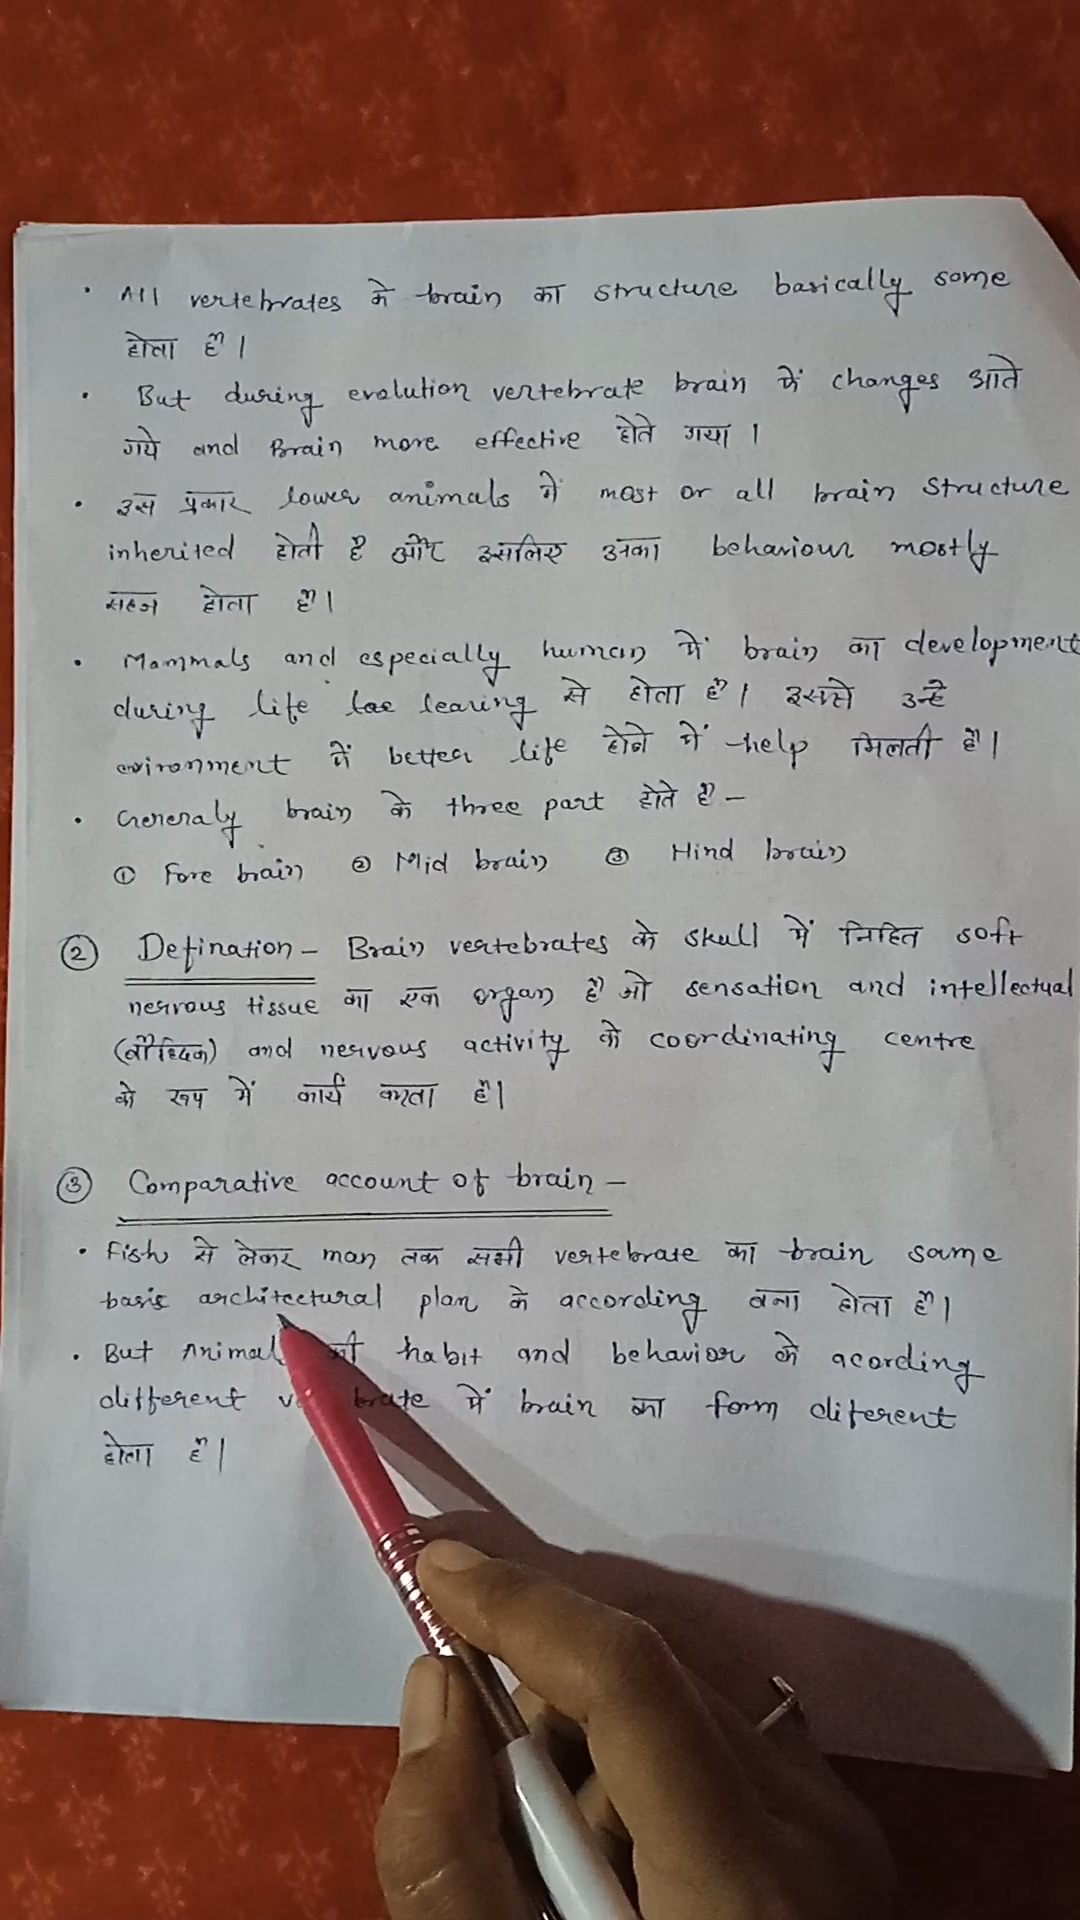 • All vertebrates के brain का structure basically some
होता है।
• But during evolution vertebrate brain में changes आते
गये and Brain more effective होते गया।
• इस प्रकार lower animals में most or all brain structure
inherited होती है और इसलिए उनका behaviour mostly
सहज होता है।
• Mammals and especially human में brain का development
during life learing से होता है। इससे उन्हे
environment में better life होने में help मिलती है।
• Generaly brain के three part होते है –
① Fore brain ② Mid brain ③ Hind brain
② Defination – Brain vertebrates के skull में निहित soft
nervous tissue का एक organ है जो sensation and intellectual
(बौद्धिक) and nervous activity के coordinating centre
के रूप में कार्य करता है।
③ Comparative account of brain –
• Fish से लेकर man तक सभी vertebrate का brain same
basic architectural plan के according बना होता है।
• But Animal की habit and behavior के acording
different brate में brain का form diferent
होता है।